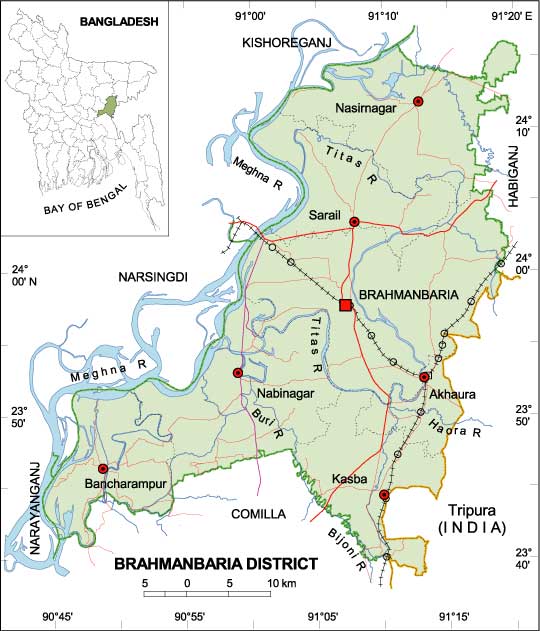 BANGLADESH
BAY OF BENGAL
91°00'
91°10'
91°20' E
KISHOREGANJ
Nasirnagar
24°
10'
Titas R
Meghna R
HABIGANJ
Sarail
24°
00' N
24°
00'
NARSINGDI
BRAHMANBARIA
Titas R
Meghna R
Nabinagar
Akhaura
23°
50'
23°
50'
Buri R
Haora R
Bancharampur
Kasba
NARAYANGANJ
COMILLA
Tripura
(INDIA)
Bijoni R
BRAHMANBARIA DISTRICT
23°
40'
5 0 5 10 km
90°45'
90°55'
91°05'
91°15'